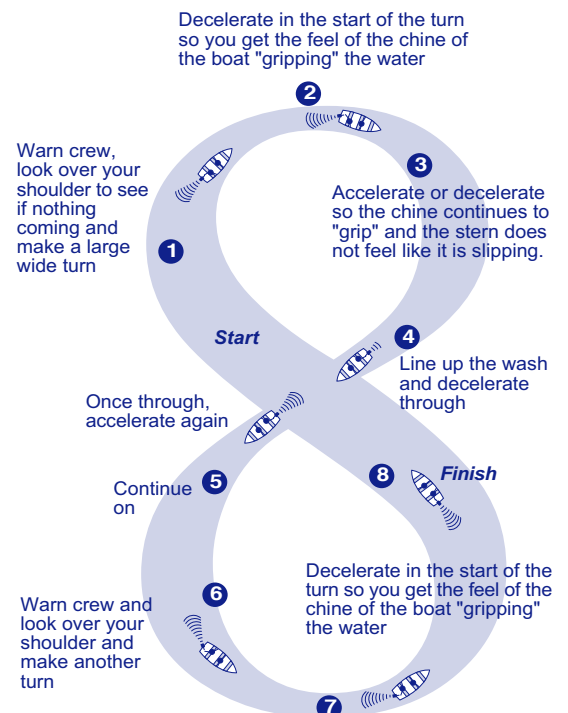 Decelerate in the start of the turn
so you get the feel of the chine of
the boat "gripping" the water
2
Warn crew,
look over your
shoulder to see
if nothing
coming and
make a large
wide turn
1
3
Accelerate or decelerate
so the chine continues to
"grip" and the stern does
not feel like it is slipping.
Start
4
Line up the wash
and decelerate
through
Once through,
accelerate again
5
Continue
on
8
Finish
6
Warn crew and
look over your
shoulder and
make another
turn
Decelerate in the start of the
turn so you get the feel of the
chine of the boat "gripping"
the water
7